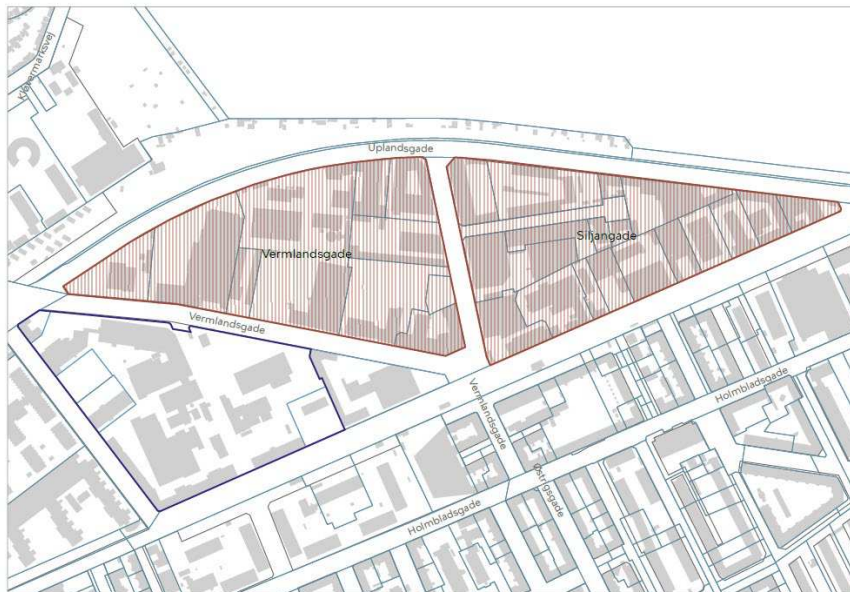 Kløvermarksvej
Uplandsgade
Vermlandsgade
Siljangade
Vermlandsgade
Vermlandsgade
Holmbladsgade
Østrigsgade
Holmbladsgade